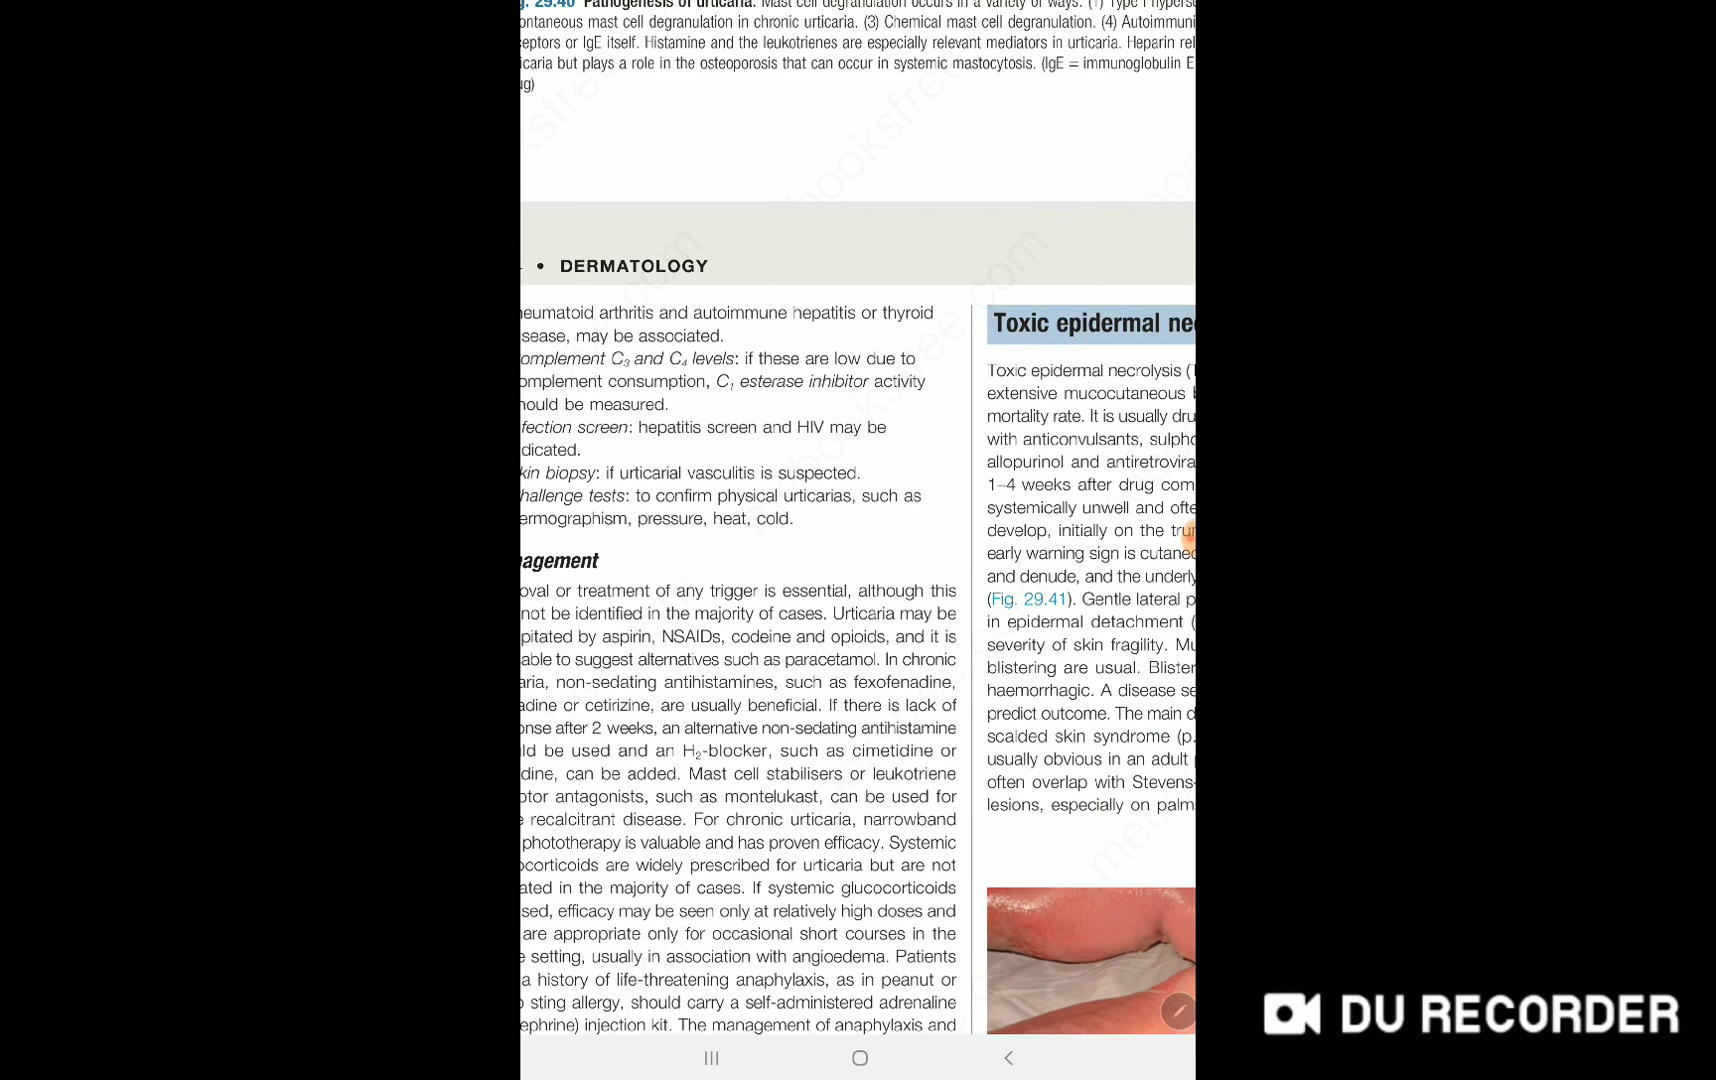 g. 29.40 Pathogenesis of urticaria. Mast cell degranulation occurs in a variety of ways. (1) Type I hyperse
ontaneous mast cell degranulation in chronic urticaria. (3) Chemical mast cell degranulation. (4) Autoimmuni
ceptors or IgE itself. Histamine and the leukotrienes are especially relevant mediators in urticaria. Heparin rel
icaria but plays a role in the osteoporosis that can occur in systemic mastocytosis. (IgE = immunoglobulin E
ug)
• DERMATOLOGY
heumatoid arthritis and autoimmune hepatitis or thyroid
sease, may be associated.
omplement C₃ and C₄ levels: if these are low due to
omplement consumption, C₁ esterase inhibitor activity
hould be measured.
fection screen: hepatitis screen and HIV may be
dicated.
kin biopsy: if urticarial vasculitis is suspected.
hallenge tests: to confirm physical urticarias, such as
ermographism, pressure, heat, cold.
nagement
oval or treatment of any trigger is essential, although this
not be identified in the majority of cases. Urticaria may be
pitated by aspirin, NSAIDs, codeine and opioids, and it is
able to suggest alternatives such as paracetamol. In chronic
aria, non-sedating antihistamines, such as fexofenadine,
adine or cetirizine, are usually beneficial. If there is lack of
onse after 2 weeks, an alternative non-sedating antihistamine
ld be used and an H₂-blocker, such as cimetidine or
dine, can be added. Mast cell stabilisers or leukotriene
ptor antagonists, such as montelukast, can be used for
e recalcitrant disease. For chronic urticaria, narrowband
phototherapy is valuable and has proven efficacy. Systemic
ocorticoids are widely prescribed for urticaria but are not
ated in the majority of cases. If systemic glucocorticoids
sed, efficacy may be seen only at relatively high doses and
are appropriate only for occasional short courses in the
e setting, usually in association with angioedema. Patients
a history of life-threatening anaphylaxis, as in peanut or
p sting allergy, should carry a self-administered adrenaline
ephrine) injection kit. The management of anaphylaxis and
Toxic epidermal nec
Toxic epidermal necrolysis (T
extensive mucocutaneous b
mortality rate. It is usually dru
with anticonvulsants, sulpho
allopurinol and antiretrovira
1–4 weeks after drug com
systemically unwell and ofte
develop, initially on the trun
early warning sign is cutaneo
and denude, and the underly
(Fig. 29.41). Gentle lateral p
in epidermal detachment (
severity of skin fragility. Mu
blistering are usual. Blister
haemorrhagic. A disease se
predict outcome. The main d
scalded skin syndrome (p.
usually obvious in an adult p
often overlap with Stevens-
lesions, especially on palms
DU RECORDER